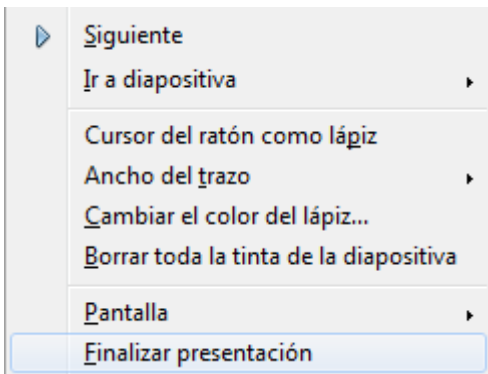 Siguiente
Ir a diapositiva
Cursor del ratón como lápiz
Ancho del trazo
Cambiar el color del lápiz...
Borrar toda la tinta de la diapositiva
Pantalla
Finalizar presentación